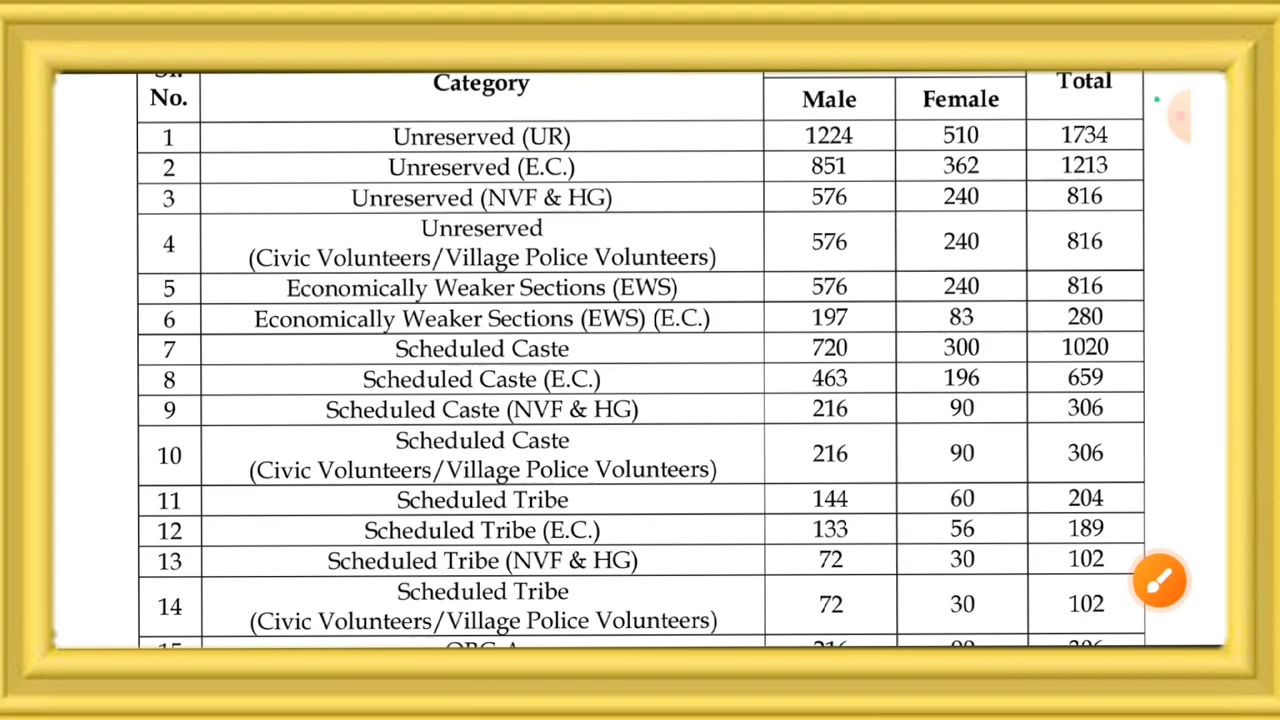 Sl.
No. Category Male Female Total
1 Unreserved (UR) 1224 510 1734
2 Unreserved (E.C.) 851 362 1213
3 Unreserved (NVF & HG) 576 240 816
4 Unreserved
(Civic Volunteers/Village Police Volunteers) 576 240 816
5 Economically Weaker Sections (EWS) 576 240 816
6 Economically Weaker Sections (EWS) (E.C.) 197 83 280
7 Scheduled Caste 720 300 1020
8 Scheduled Caste (E.C.) 463 196 659
9 Scheduled Caste (NVF & HG) 216 90 306
10 Scheduled Caste
(Civic Volunteers/Village Police Volunteers) 216 90 306
11 Scheduled Tribe 144 60 204
12 Scheduled Tribe (E.C.) 133 56 189
13 Scheduled Tribe (NVF & HG) 72 30 102
14 Scheduled Tribe
(Civic Volunteers/Village Police Volunteers) 72 30 102